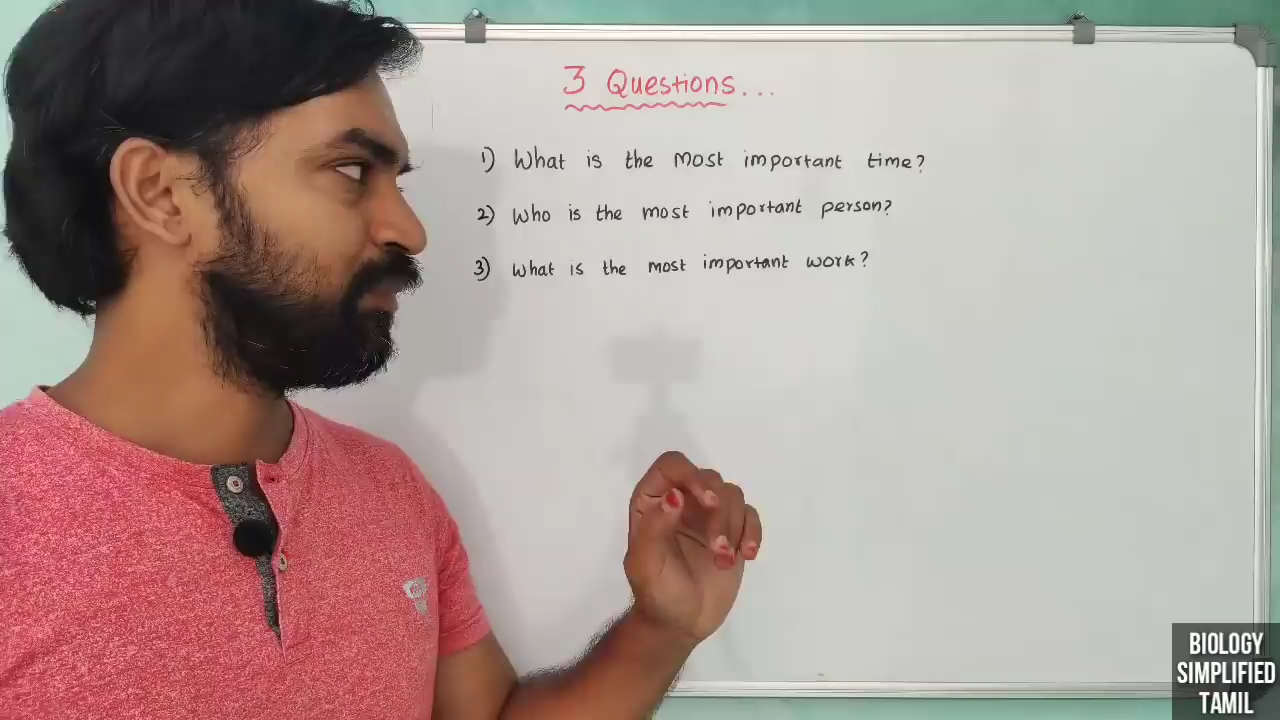 3 Questions...
1) What is the most important time?
2) Who is the most important person?
3) What is the most important work?
BIOLOGY
SIMPLIFIED
TAMIL